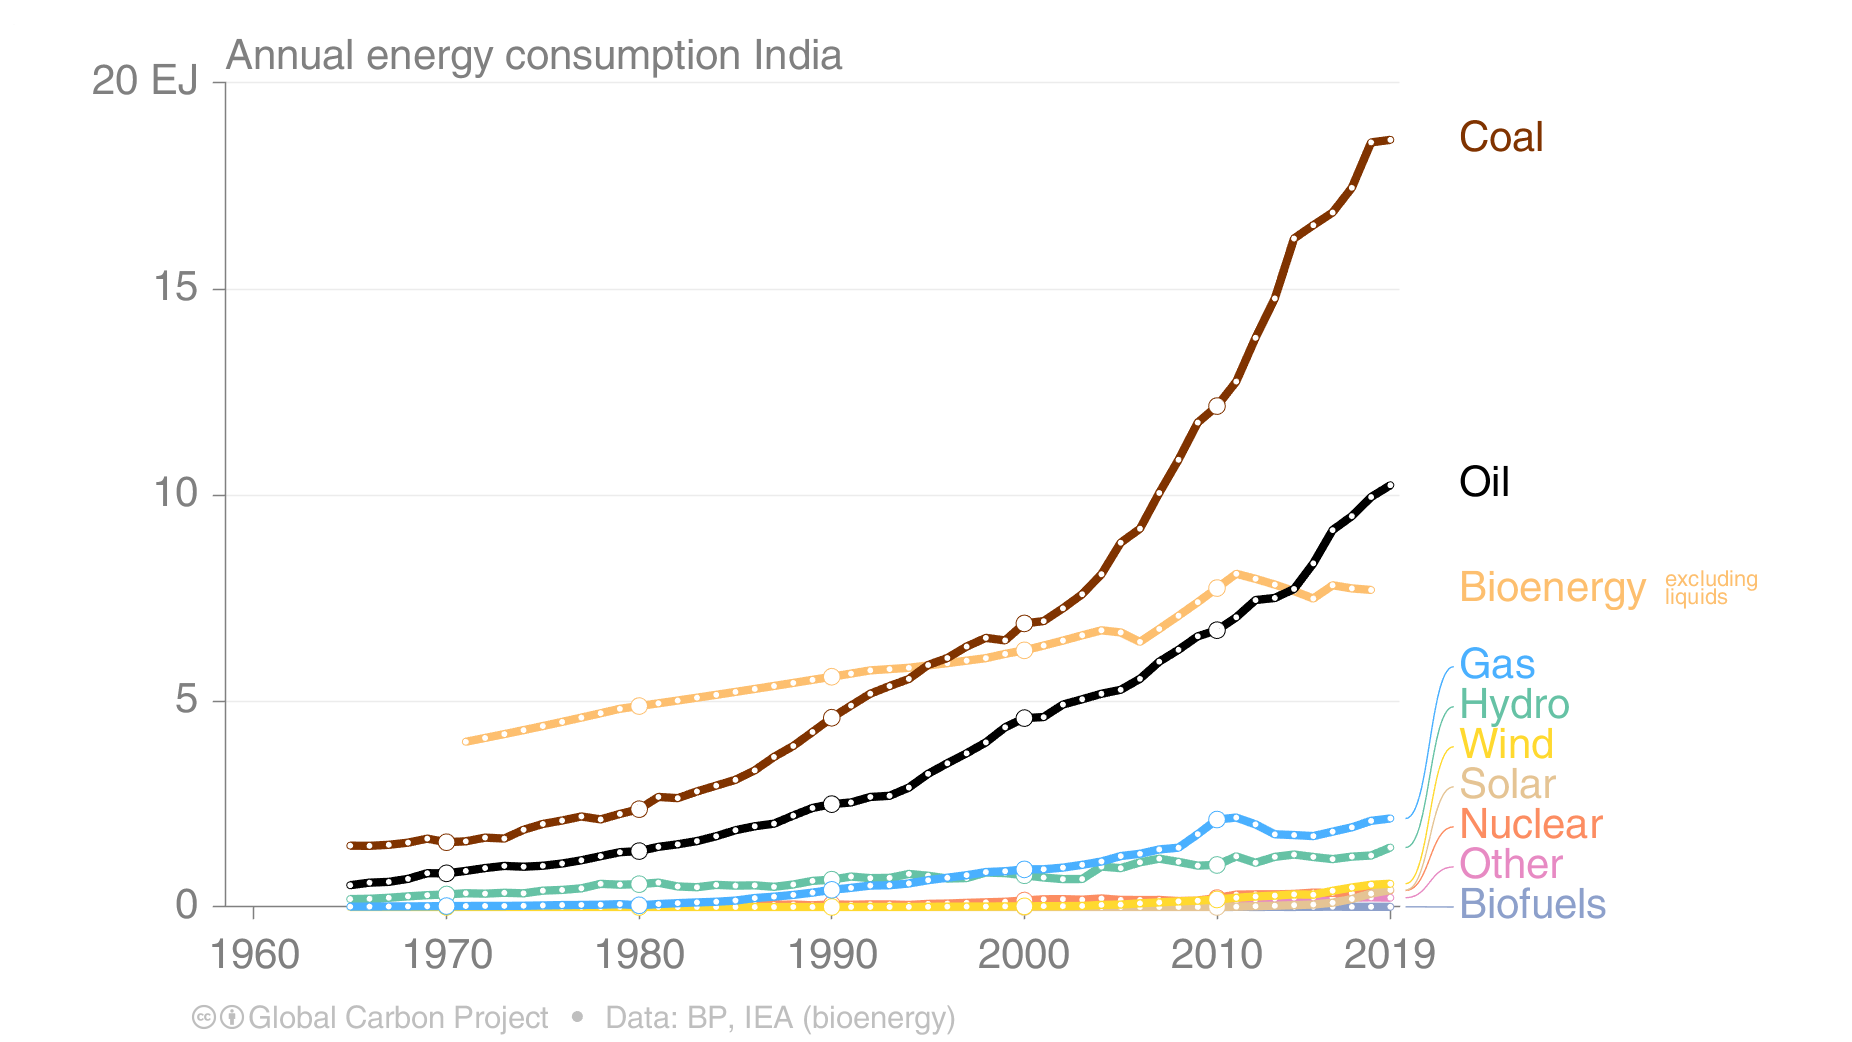 Annual energy consumption India
20 EJ
15
10
5
0
Coal
Oil
Bioenergy excluding
liquids
Gas
Hydro
Wind
Solar
Nuclear
Other
Biofuels
1960 1970 1980 1990 2000 2010 2019
cc Global Carbon Project • Data: BP, IEA (bioenergy)